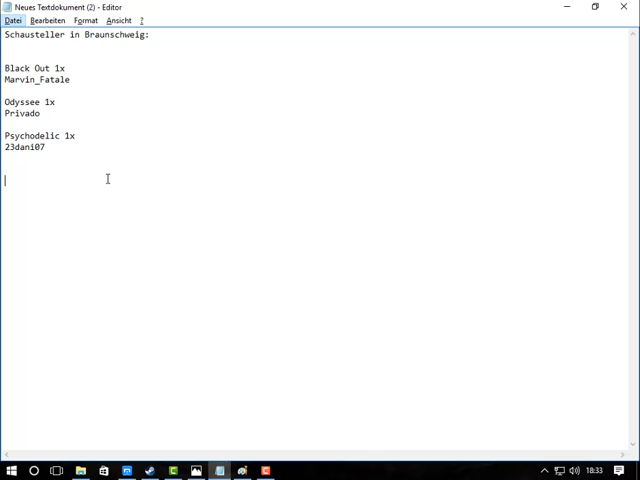 Neues Textdokument (2) - Editor
Datei Bearbeiten Format Ansicht ?
Schausteller in Braunschweig:
Black Out 1x
Marvin_Fatale
Odyssee 1x
Privado
Psychodelic 1x
23dani07
18:33